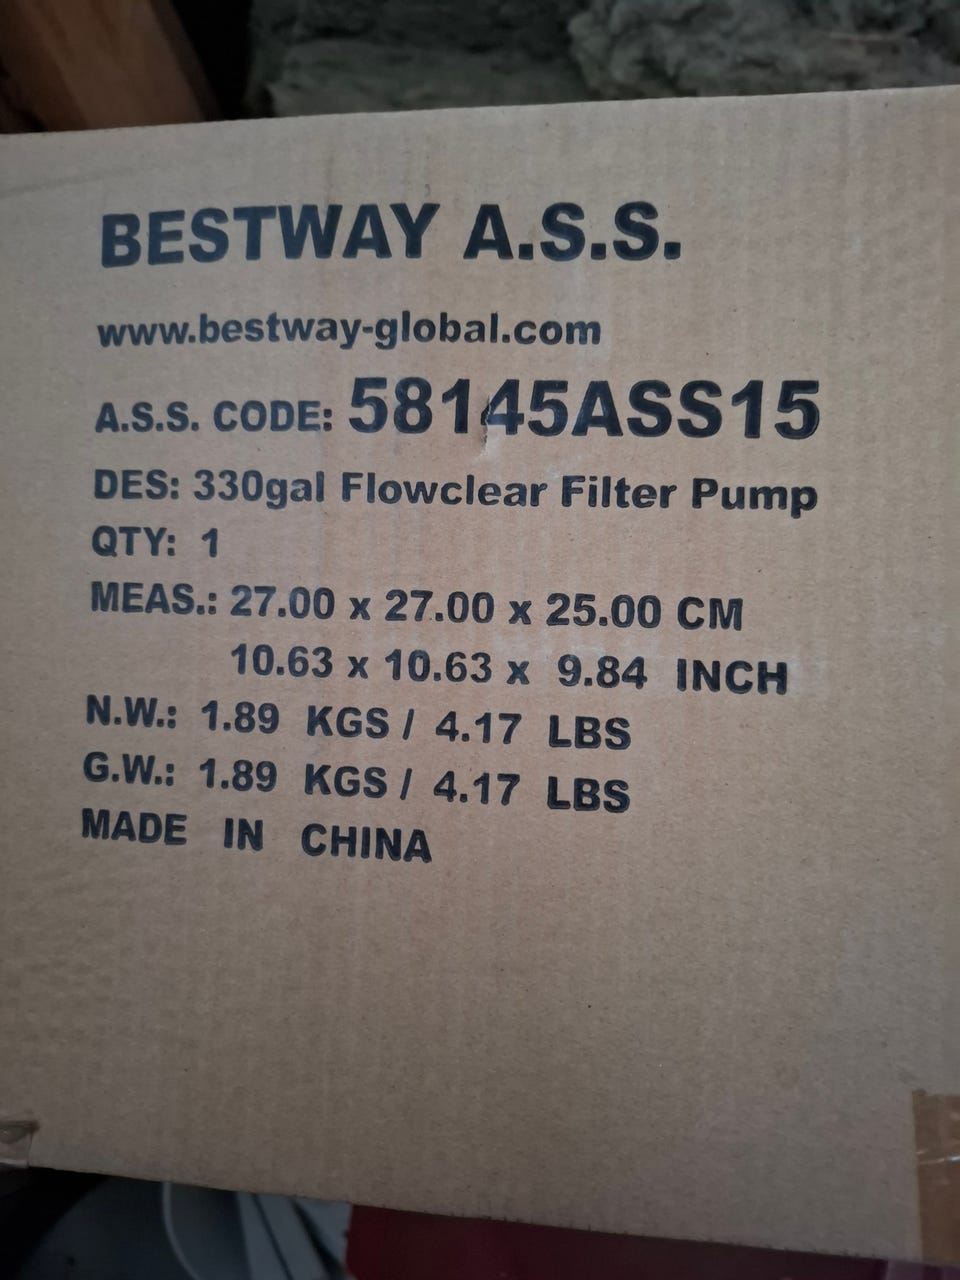 BESTWAY A.S.S.
www.bestway-global.com
A.S.S. CODE: 58145ASS15
DES: 330gal Flowclear Filter Pump
QTY: 1
MEAS.: 27.00 x 27.00 x 25.00 CM
10.63 x 10.63 x 9.84 INCH
N.W.: 1.89 KGS / 4.17 LBS
G.W.: 1.89 KGS / 4.17 LBS
MADE IN CHINA